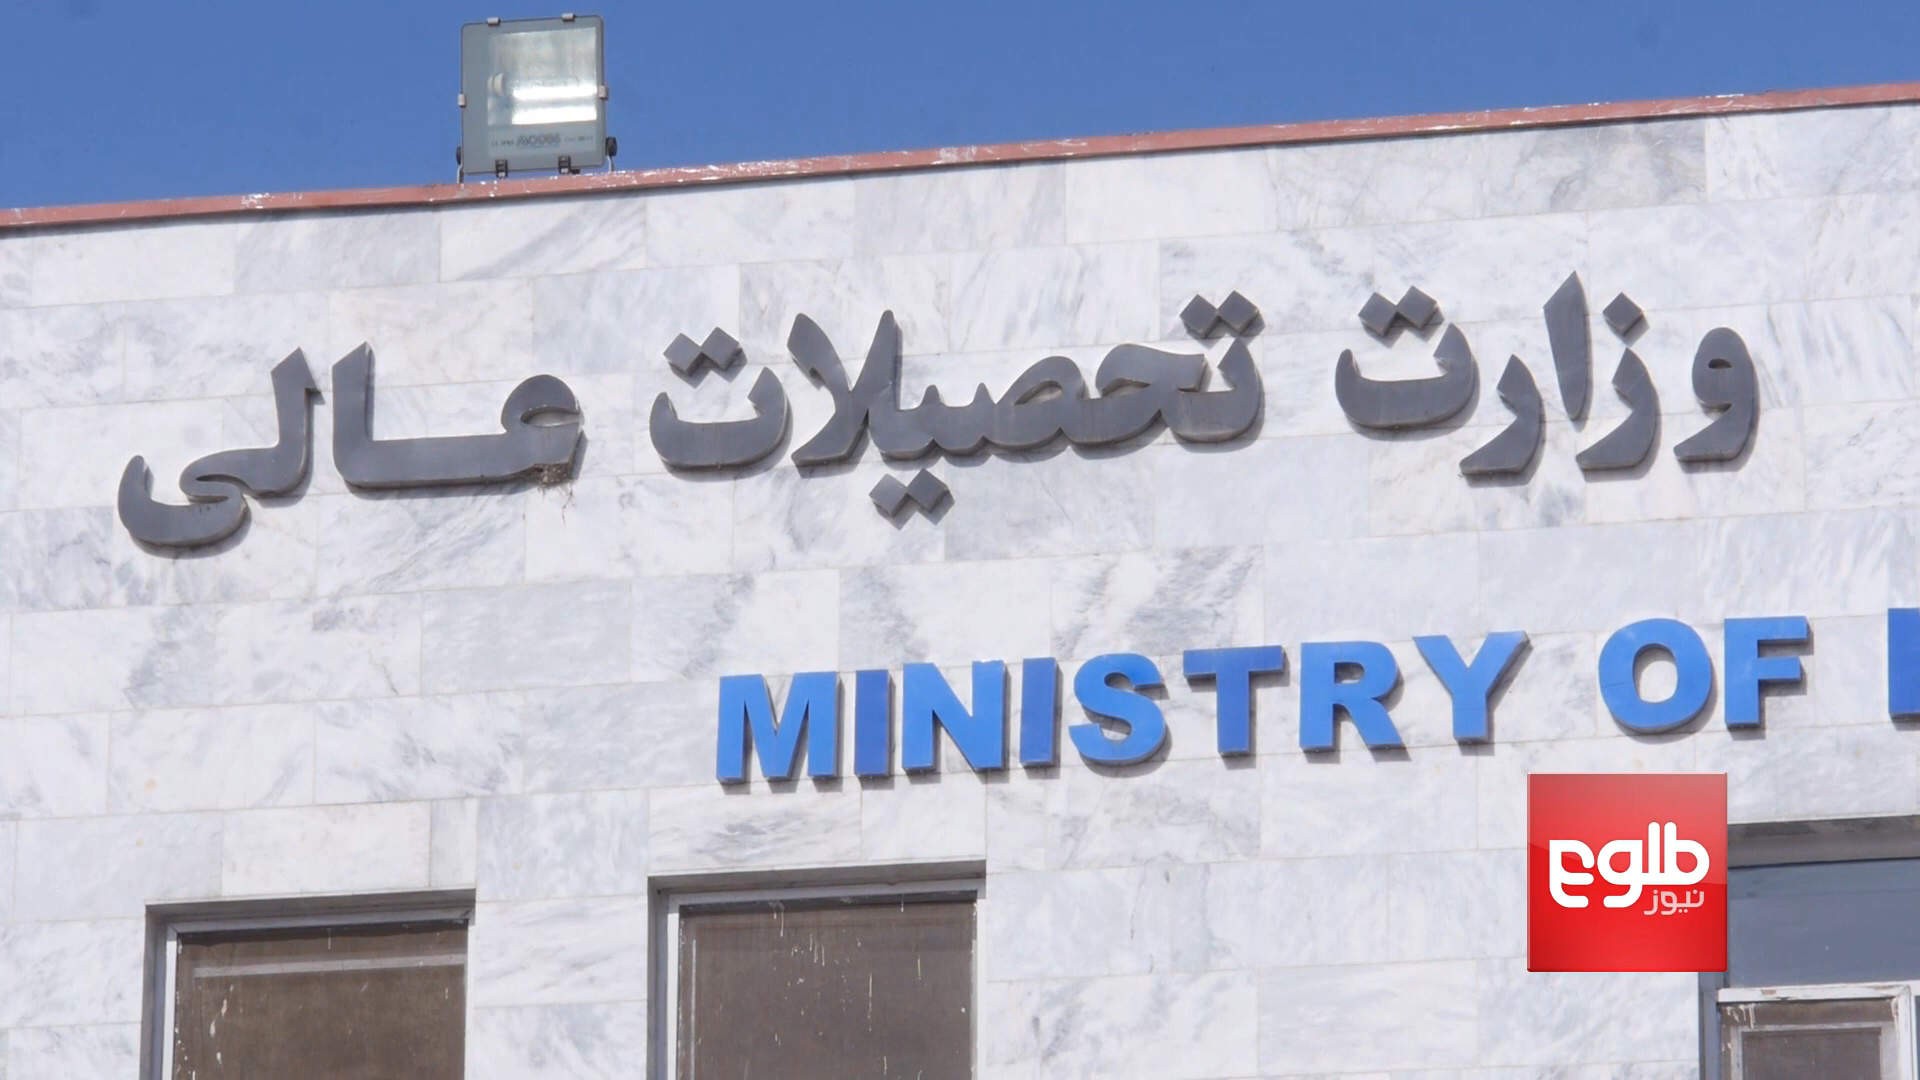 وزارت تحصیلات عالی
MINISTRY OF
طلوع
نیوز